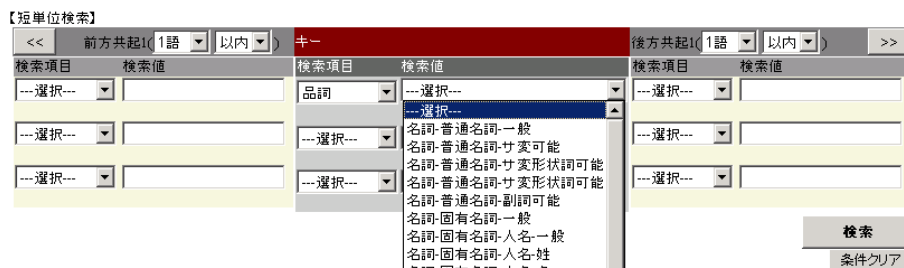 【短単位検索】
<< 前方共起1( 1語 以内 ) キー 後方共起1( 1語 以内 ) >>
検索項目 検索値 検索項目 検索値 検索項目 検索値
---選択--- 品詞 ---選択--- ---選択---
---選択---
名詞-普通名詞-一般
---選択--- ---選択--- ---選択---
名詞-普通名詞-サ変可能
名詞-普通名詞-サ変形状詞可能
---選択--- ---選択--- 名詞-普通名詞-サ変形状詞可能 ---選択---
名詞-普通名詞-副詞可能
名詞-固有名詞-一般
名詞-固有名詞-人名-一般 検索
名詞-固有名詞-人名-姓 条件クリア